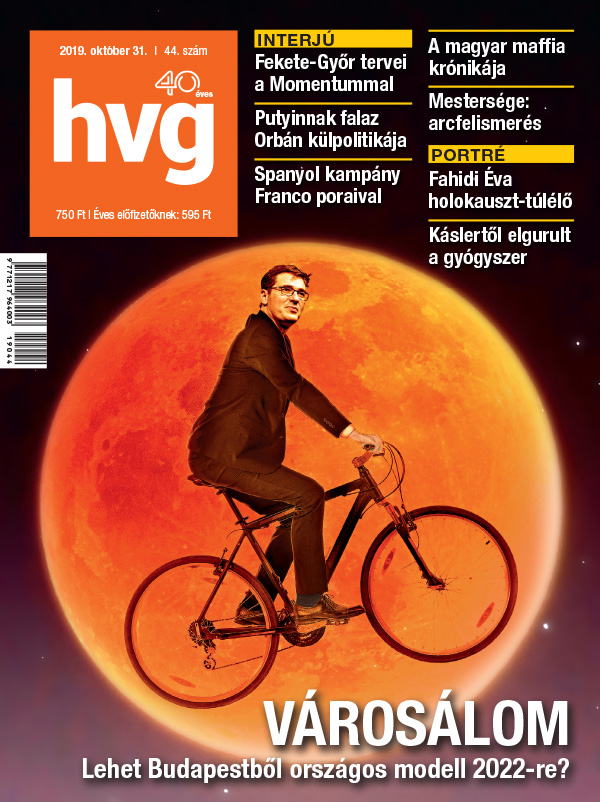 2019. október 31. | 44. szám
40
éves
hvg
750 Ft | Éves előfizetőknek: 595 Ft
INTERJÚ
Fekete-Győr tervei
a Momentummal
Putyinnak falaz
Orbán külpolitikája
Spanyol kampány
Franco poraival
A magyar maffia
krónikája
Mestersége:
arcfelismerés
PORTRÉ
Fahidi Éva
holokauszt-túlélő
Káslertől elgurult
a gyógyszer
9771217964003
19044
VÁROSÁLOM
Lehet Budapestből országos modell 2022-re?